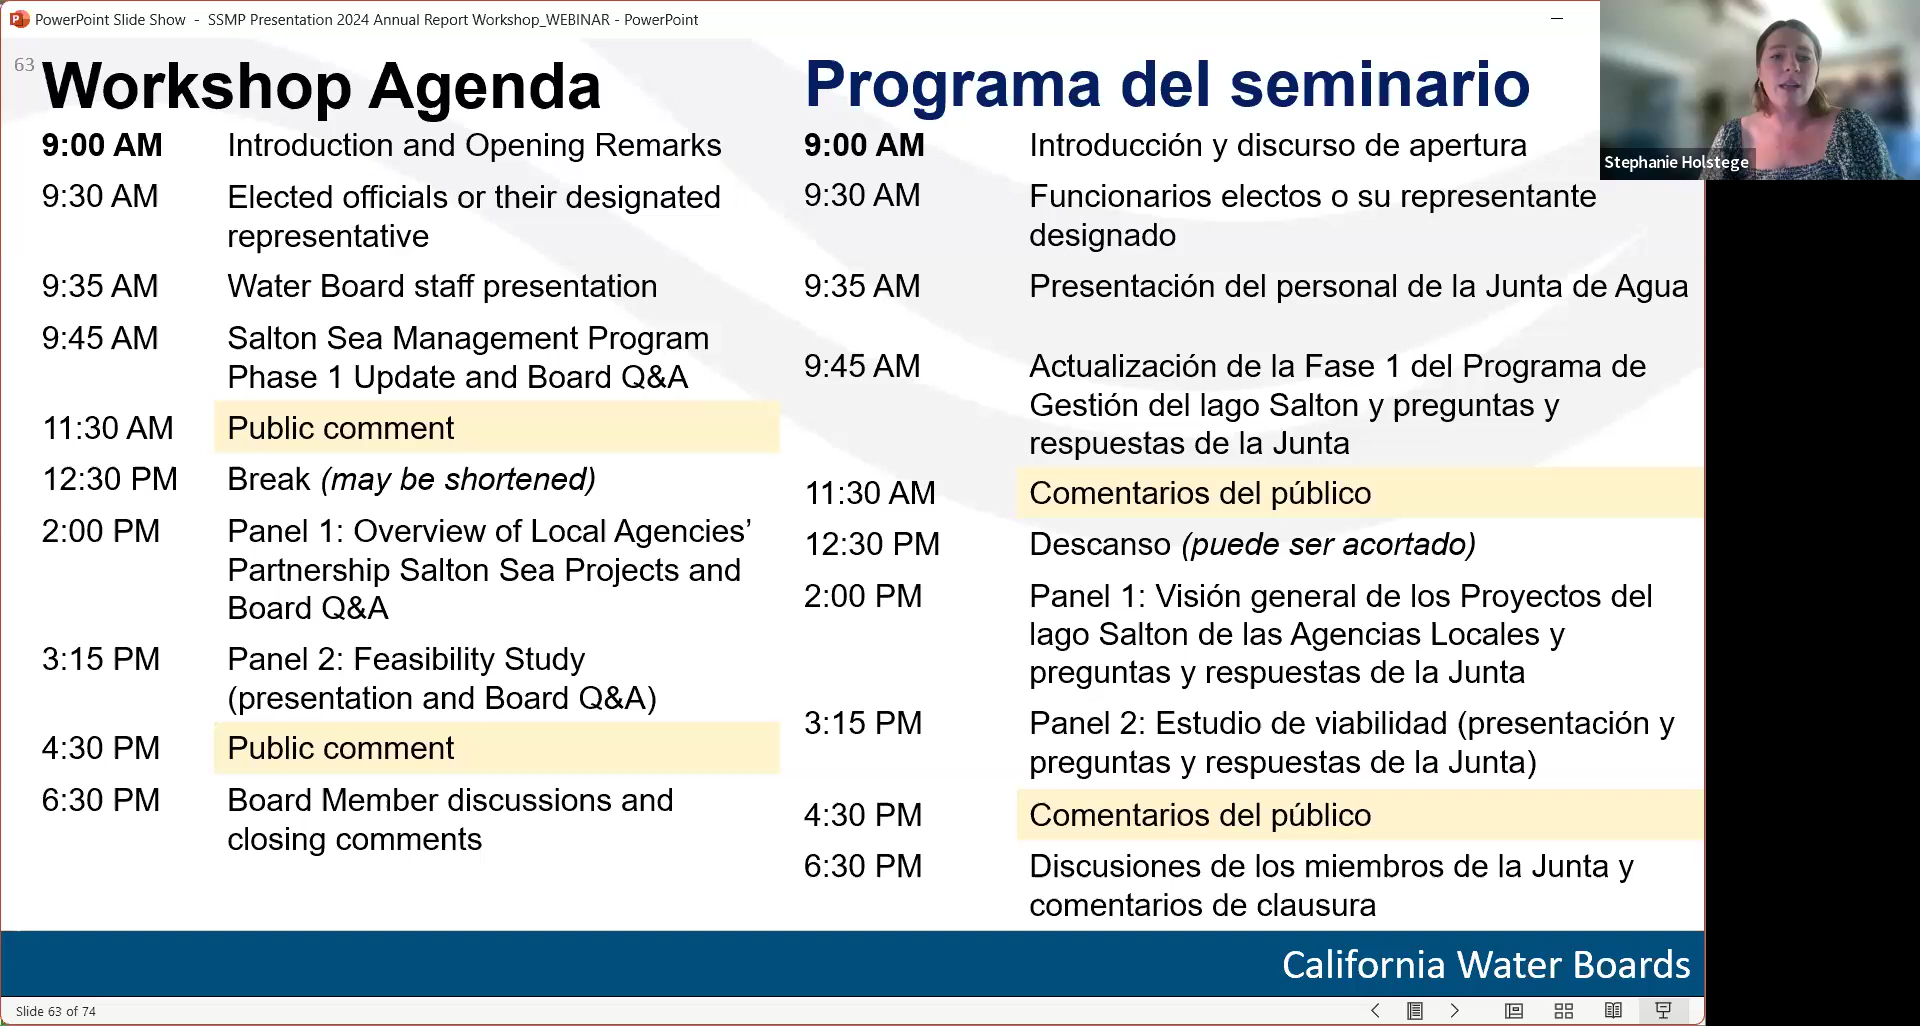 PowerPoint Slide Show - SSMP Presentation 2024 Annual Report Workshop_WEBINAR - PowerPoint
63
Workshop Agenda
9:00 AM Introduction and Opening Remarks
9:30 AM Elected officials or their designated
representative
9:35 AM Water Board staff presentation
9:45 AM Salton Sea Management Program
Phase 1 Update and Board Q&A
11:30 AM Public comment
12:30 PM Break (may be shortened)
2:00 PM Panel 1: Overview of Local Agencies’
Partnership Salton Sea Projects and
Board Q&A
3:15 PM Panel 2: Feasibility Study
(presentation and Board Q&A)
4:30 PM Public comment
6:30 PM Board Member discussions and
closing comments
Programa del seminario
9:00 AM Introducción y discurso de apertura
9:30 AM Funcionarios electos o su representante
designado
9:35 AM Presentación del personal de la Junta de Agua
9:45 AM Actualización de la Fase 1 del Programa de
Gestión del lago Salton y preguntas y
respuestas de la Junta
11:30 AM Comentarios del público
12:30 PM Descanso (puede ser acortado)
2:00 PM Panel 1: Visión general de los Proyectos del
lago Salton de las Agencias Locales y
preguntas y respuestas de la Junta
3:15 PM Panel 2: Estudio de viabilidad (presentación y
preguntas y respuestas de la Junta)
4:30 PM Comentarios del público
6:30 PM Discusiones de los miembros de la Junta y
comentarios de clausura
Stephanie Holstege
California Water Boards
Slide 63 of 74